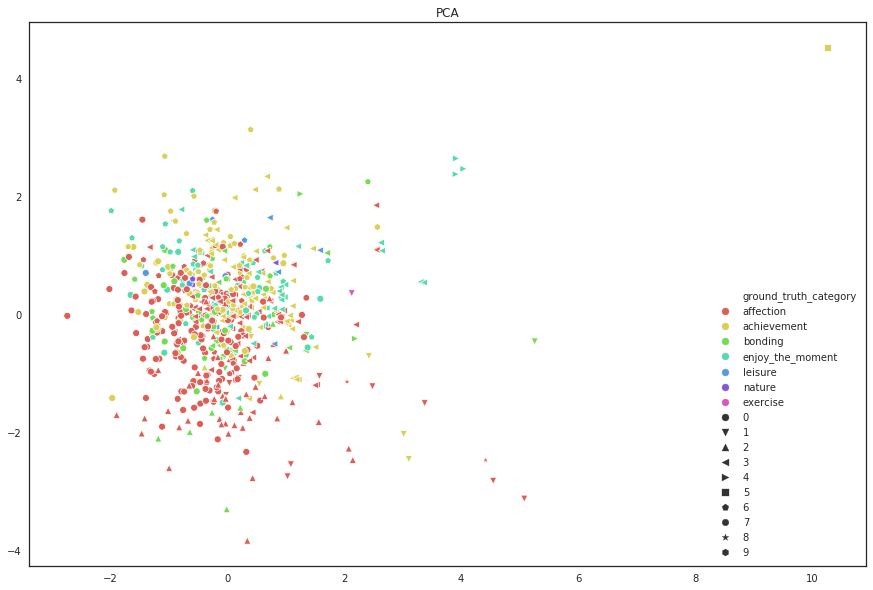 PCA
4
2
0
−2
−4
−2
0
2
4
6
8
10
ground_truth_category
affection
achievement
bonding
enjoy_the_moment
leisure
nature
exercise
0
1
2
3
4
5
6
7
8
9